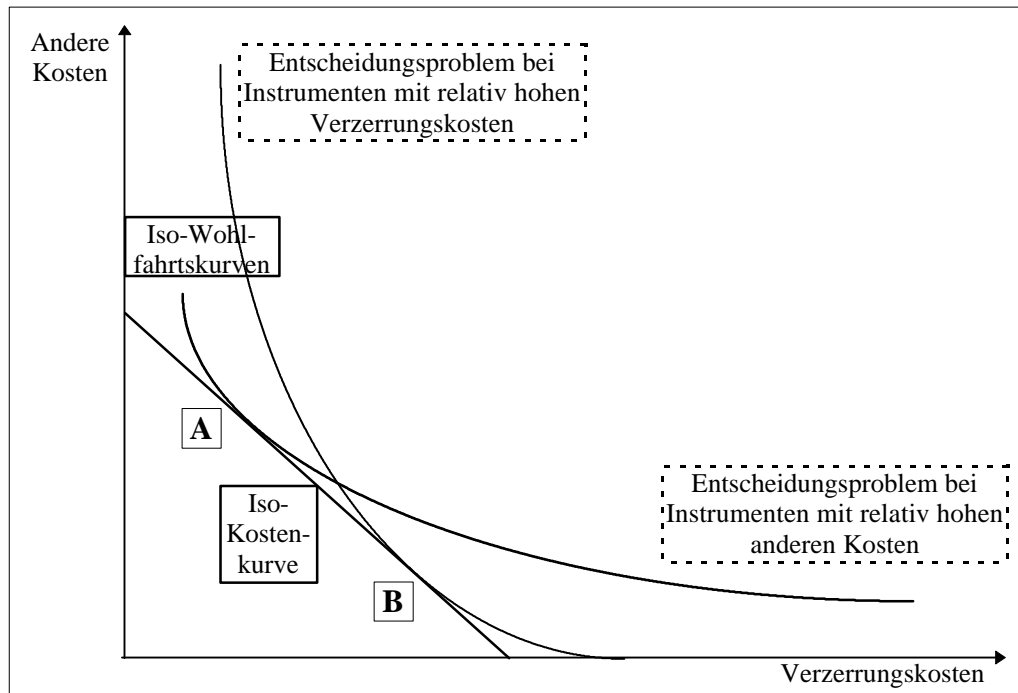 Andere
Kosten
Entscheidungsproblem bei
Instrumenten mit relativ hohen
Verzerrungskosten
Iso-Wohl-
fahrtskurven
A
Iso-
Kosten-
kurve
B
Entscheidungsproblem bei
Instrumenten mit relativ hohen
anderen Kosten
Verzerrungskosten